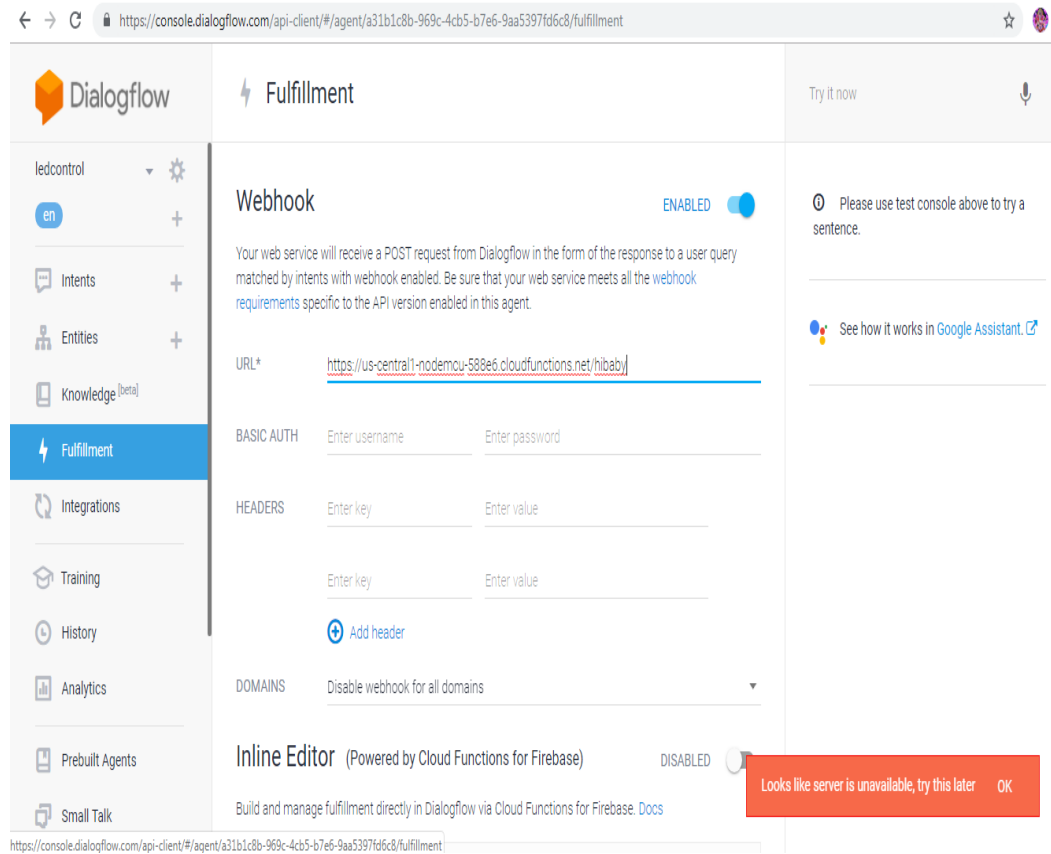 https://console.dialogflow.com/api-client/#/agent/a31b1c8b-969c-4cb5-b7e6-9aa5397fd6c8/fulfillment
Dialogflow
Fulfillment
Try it now
ledcontrol
en
Intents
Entities
Knowledge [beta]
Fulfillment
Integrations
Training
History
Analytics
Prebuilt Agents
Small Talk
Webhook
ENABLED
Your web service will receive a POST request from Dialogflow in the form of the response to a user query
matched by intents with webhook enabled. Be sure that your web service meets all the webhook
requirements specific to the API version enabled in this agent.
URL* https://us-central1-nodemcu-588e6.cloudfunctions.net/hibaby
BASIC AUTH Enter username Enter password
HEADERS Enter key Enter value
Enter key Enter value
Add header
DOMAINS Disable webhook for all domains
Inline Editor (Powered by Cloud Functions for Firebase) DISABLED
Build and manage fulfillment directly in Dialogflow via Cloud Functions for Firebase. Docs
Please use test console above to try a
sentence.
See how it works in Google Assistant.
Looks like server is unavailable, try this later OK
https://console.dialogflow.com/api-client/#/agent/a31b1c8b-969c-4cb5-b7e6-9aa5397fd6c8/fulfillment